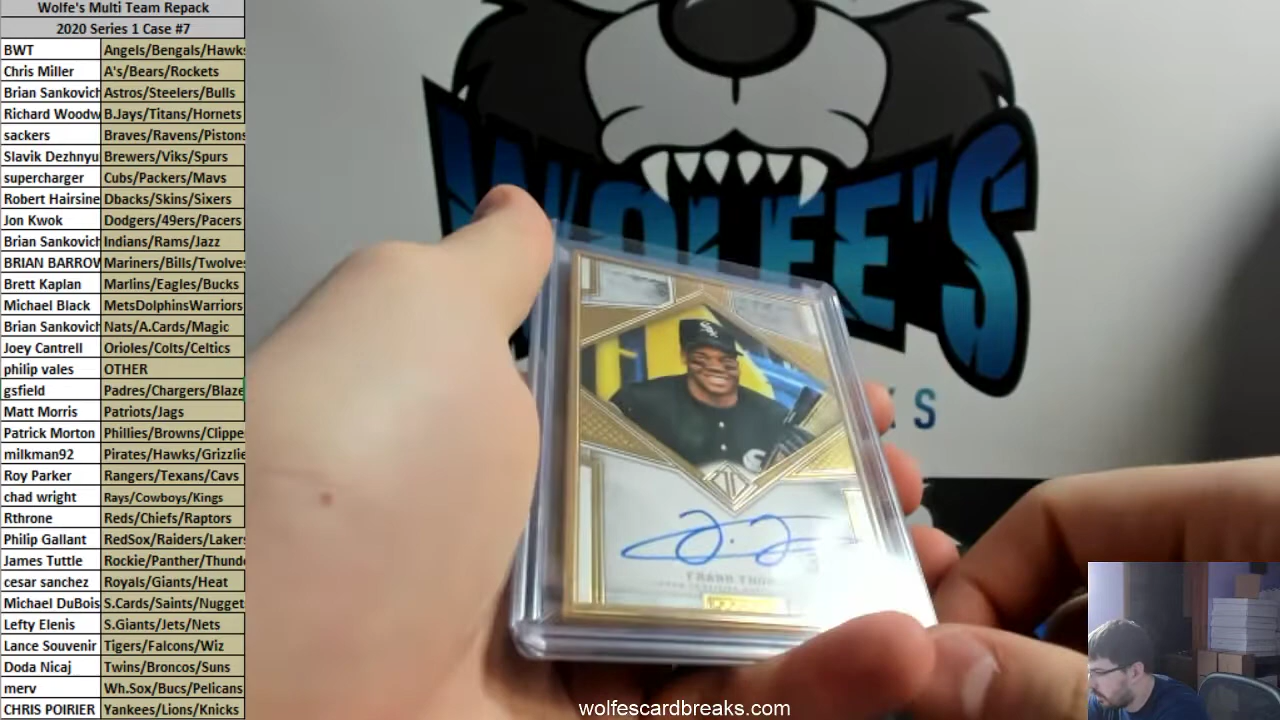 Wolfe's Multi Team Repack
2020 Series 1 Case #7
BWT Angels/Bengals/Hawks
Chris Miller A's/Bears/Rockets
Brian Sankovich Astros/Steelers/Bulls
Richard Woodw B.Jays/Titans/Hornets
sackers Braves/Ravens/Pistons
Slavik Dezhnyu Brewers/Viks/Spurs
supercharger Cubs/Packers/Mavs
Robert Hairsine Dbacks/Skins/Sixers
Jon Kwok Dodgers/49ers/Pacers
Brian Sankovich Indians/Rams/Jazz
BRIAN BARROW Mariners/Bills/Twolves
Brett Kaplan Marlins/Eagles/Bucks
Michael Black MetsDolphinsWarriors
Brian Sankovich Nats/A.Cards/Magic
Joey Cantrell Orioles/Colts/Celtics
philip vales OTHER
gsfield Padres/Chargers/Blaze
Matt Morris Patriots/Jags
Patrick Morton Phillies/Browns/Clippe
milkman92 Pirates/Hawks/Grizzlie
Roy Parker Rangers/Texans/Cavs
chad wright Rays/Cowboys/Kings
Rthrone Reds/Chiefs/Raptors
Philip Gallant RedSox/Raiders/Lakers
James Tuttle Rockie/Panther/Thunde
cesar sanchez Royals/Giants/Heat
Michael DuBois S.Cards/Saints/Nugget
Lefty Elenis S.Giants/Jets/Nets
Lance Souvenir Tigers/Falcons/Wiz
Doda Nicaj Twins/Broncos/Suns
merv Wh.Sox/Bucs/Pelicans
CHRIS POIRIER Yankees/Lions/Knicks
WOLFE'S
KS
SOX
FRANK THO
wolfescardbreaks.com